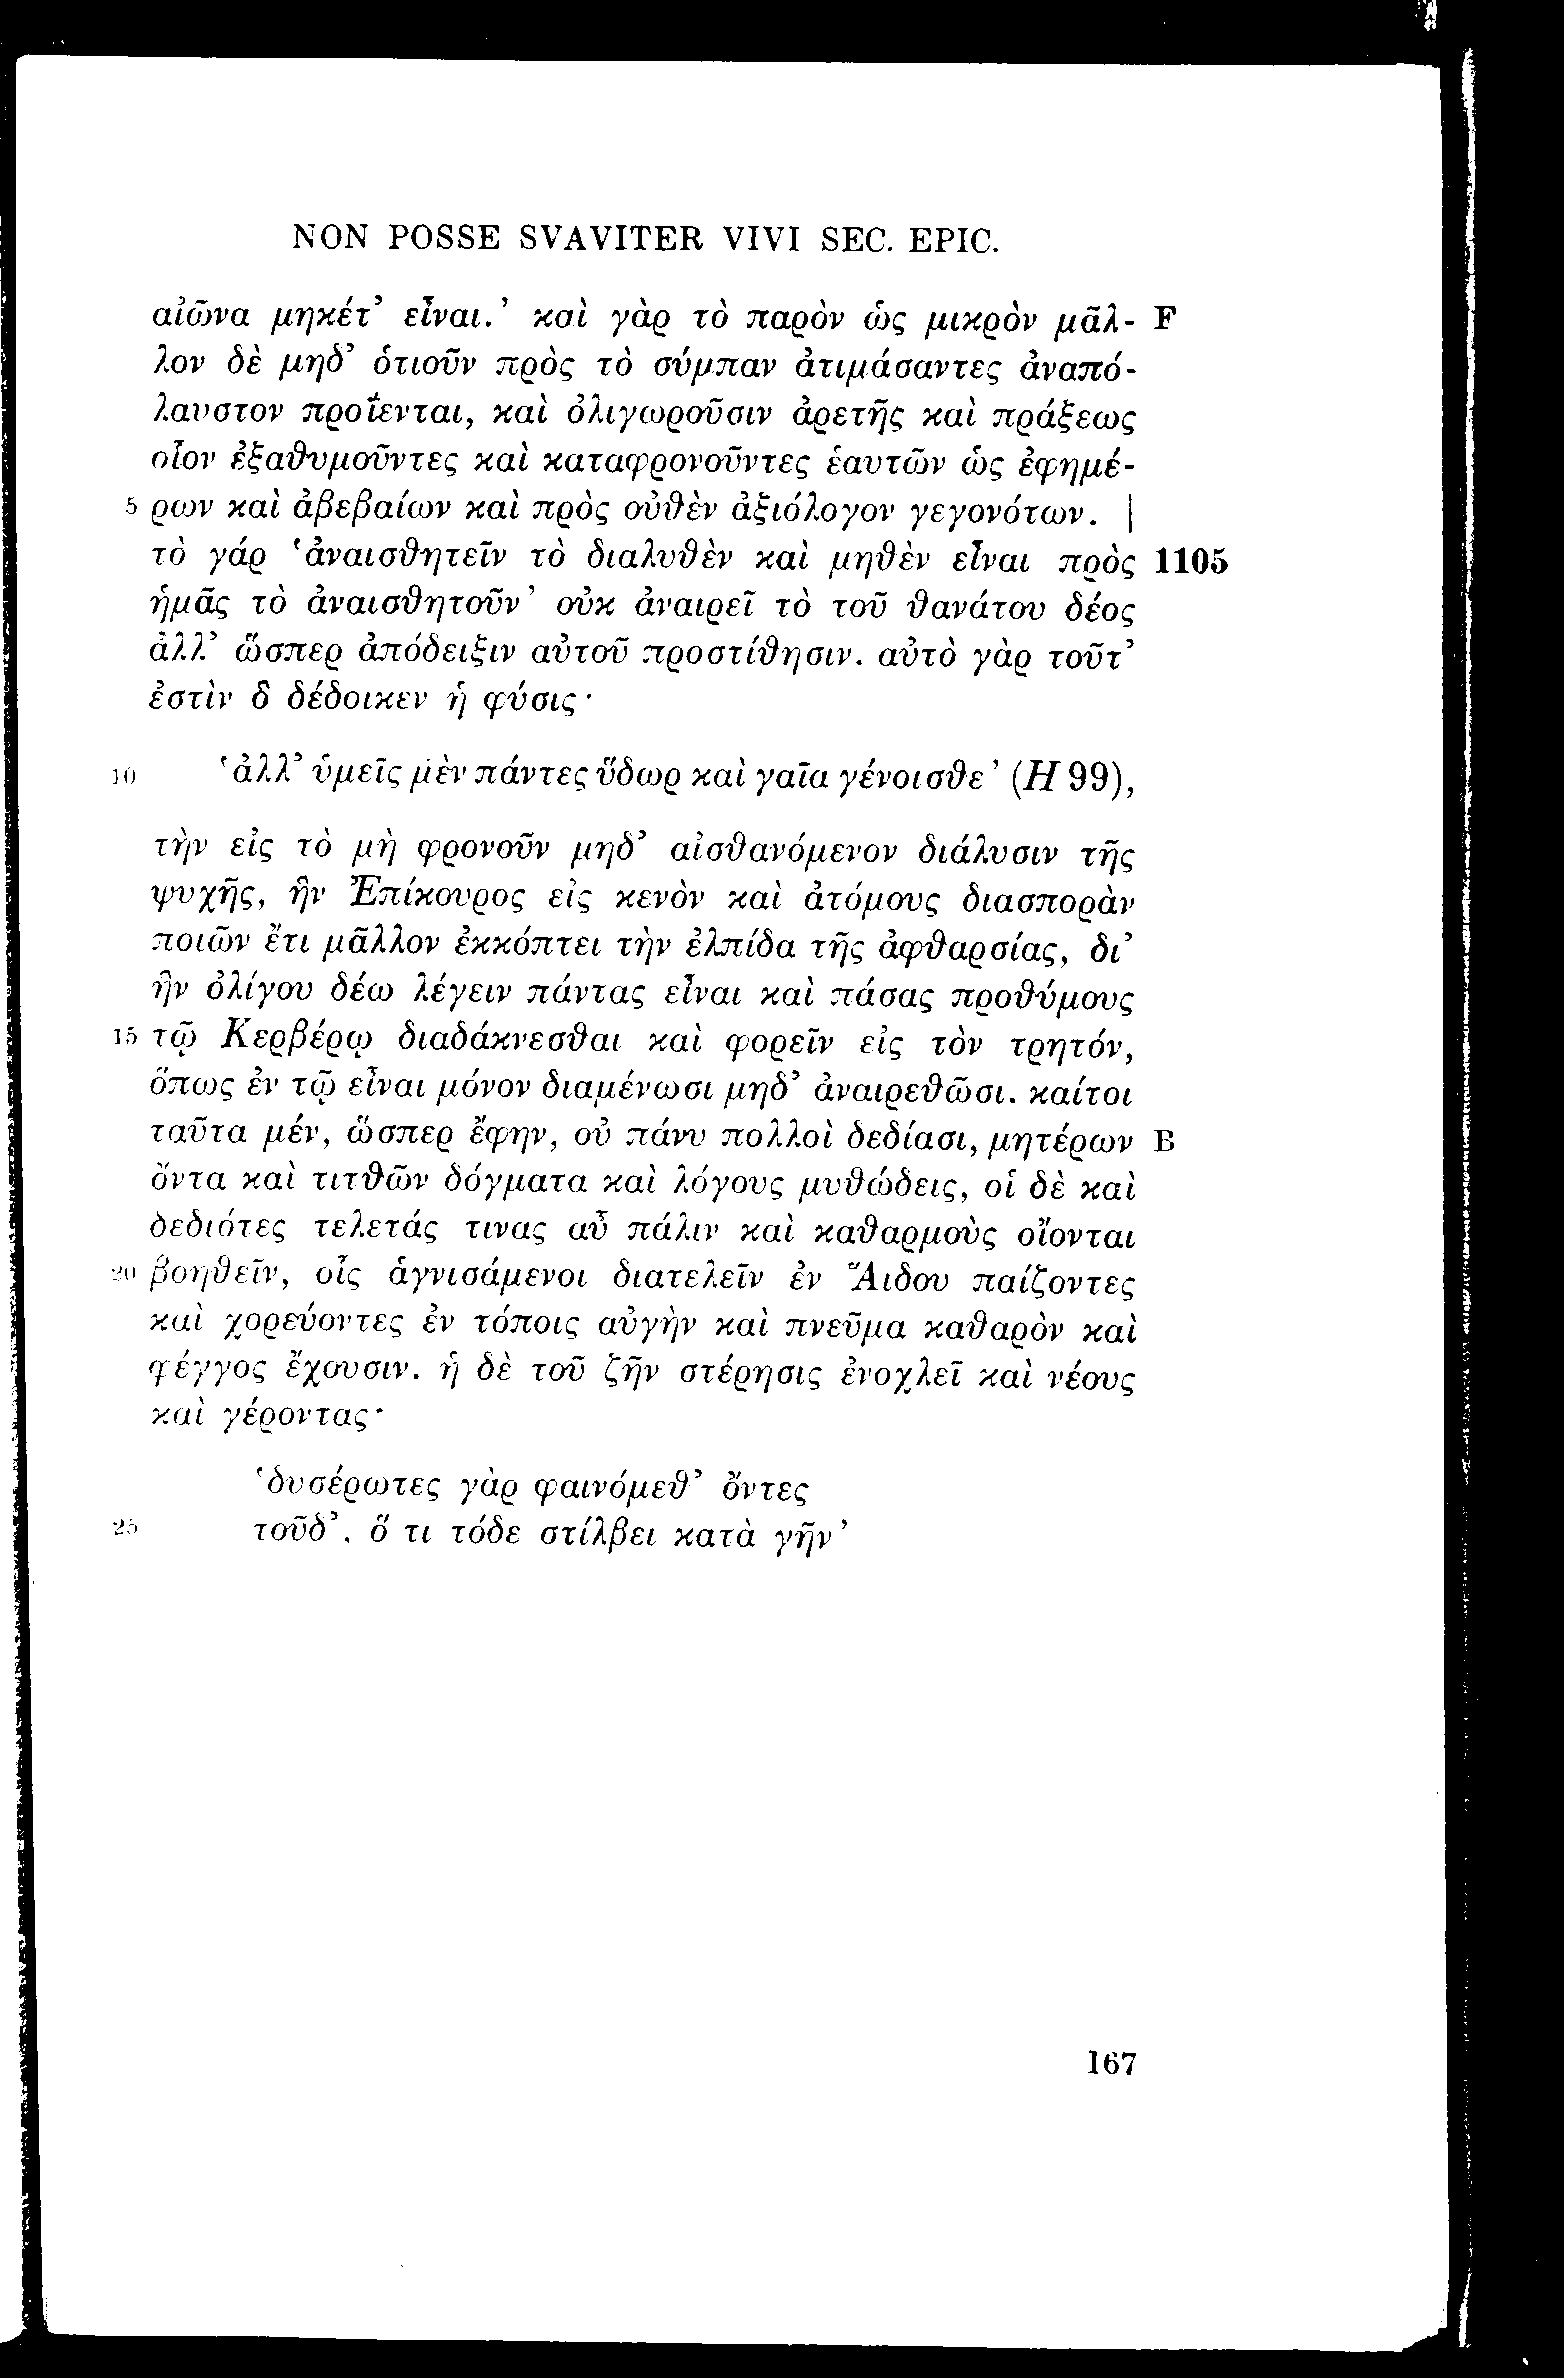 NON POSSE SVAVITER VIVI SEC. EPIC.
αἰῶνα μηκέτ’ εἶναι.’ καὶ γὰρ τὸ παρὸν ὡς μικρὸν μᾶλ- F
λον δὲ μηδ’ ὁτιοῦν πρὸς τὸ σύμπαν ἀτιμάσαντες ἀναπό-
λαυστον προΐενται, καὶ ὀλιγωροῦσιν ἀρετῆς καὶ πράξεως
οἷον ἐξαθυμοῦντες καὶ καταφρονοῦντες ἑαυτῶν ὡς ἐφημέ-
5 ρων καὶ ἀβεβαίων καὶ πρὸς οὐθὲν ἀξιόλογον γεγονότων. |
τὸ γάρ ‘ἀναισθητεῖν τὸ διαλυθὲν καὶ μηθὲν εἶναι πρὸς 1105
ἡμᾶς τὸ ἀναισθητοῦν’ οὐκ ἀναιρεῖ τὸ τοῦ θανάτου δέος
ἀλλ’ ὥσπερ ἀπόδειξιν αὐτοῦ προστίθησιν. αὐτὸ γὰρ τοῦτ’
ἐστὶν ὃ δέδοικεν ἡ φύσις·
10 ‘ἀλλ’ ὑμεῖς μὲν πάντες ὕδωρ καὶ γαῖα γένοισθε’ (H 99),
τὴν εἰς τὸ μὴ φρονοῦν μηδ’ αἰσθανόμενον διάλυσιν τῆς
ψυχῆς, ἣν Ἐπίκουρος εἰς κενὸν καὶ ἀτόμους διασπορὰν
ποιῶν ἔτι μᾶλλον ἐκκόπτει τὴν ἐλπίδα τῆς ἀφθαρσίας, δι’
ἣν ὀλίγου δέω λέγειν πάντας εἶναι καὶ πάσας προθύμους
15 τῷ Κερβέρῳ διαδάκνεσθαι καὶ φορεῖν εἰς τὸν τρητόν,
ὅπως ἐν τῷ εἶναι μόνον διαμένωσι μηδ’ ἀναιρεθῶσι. καίτοι
ταῦτα μέν, ὥσπερ ἔφην, οὐ πάνυ πολλοὶ δεδίασι, μητέρων B
ὄντα καὶ τιτθῶν δόγματα καὶ λόγους μυθώδεις, οἱ δὲ καὶ
δεδιότες τελετάς τινας αὖ πάλιν καὶ καθαρμοὺς οἴονται
20 βοηθεῖν, οἷς ἁγνισάμενοι διατελεῖν ἐν Ἅιδου παίζοντες
καὶ χορεύοντες ἐν τόποις αὐγὴν καὶ πνεῦμα καθαρὸν καὶ
φέγγος ἔχουσιν. ἡ δὲ τοῦ ζῆν στέρησις ἐνοχλεῖ καὶ νέους
καὶ γέροντας·
‘δυσέρωτες γὰρ φαινόμεθ’ ὄντες
25 τοῦδ’, ὅ τι τόδε στίλβει κατὰ γῆν’
167